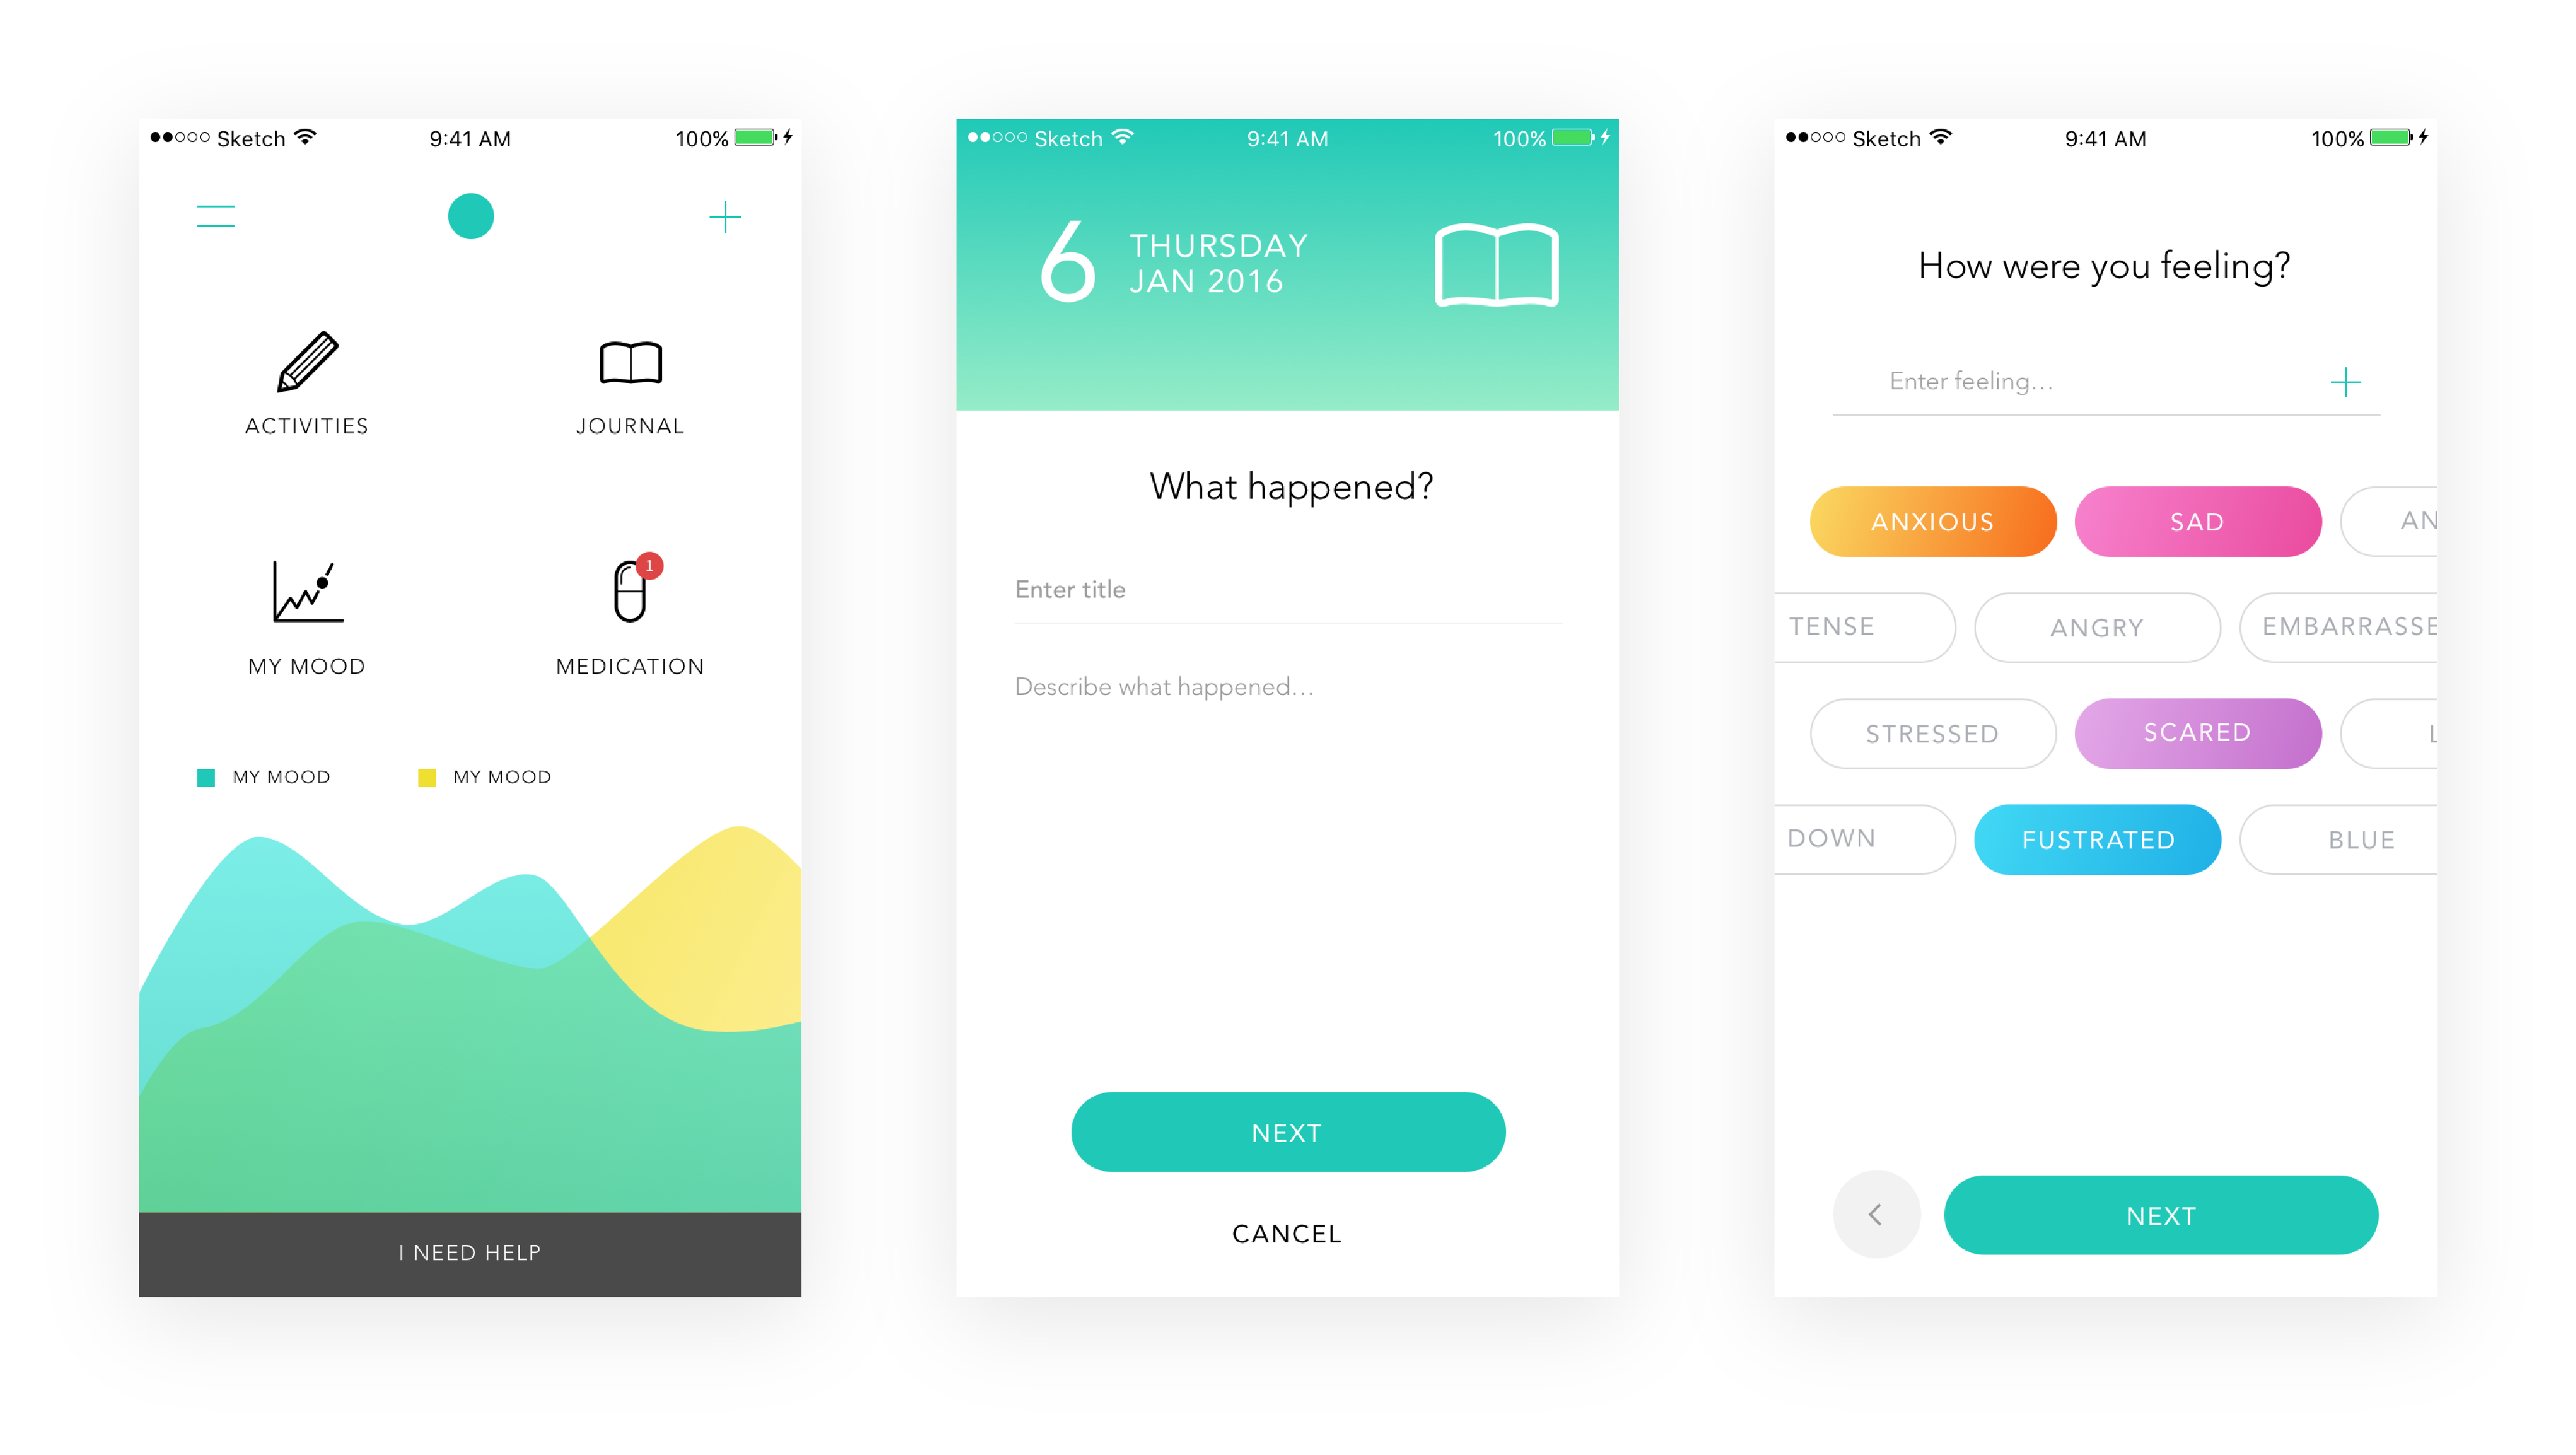 Sketch 9:41 AM 100%
ACTIVITIES JOURNAL
1
MY MOOD MEDICATION
MY MOOD MY MOOD
I NEED HELP
Sketch 9:41 AM 100%
6 THURSDAY
JAN 2016
What happened?
Enter title
Describe what happened...
NEXT
CANCEL
Sketch 9:41 AM 100%
How were you feeling?
Enter feeling...
ANXIOUS SAD AN
TENSE ANGRY EMBARRASSE
STRESSED SCARED L
DOWN FUSTRATED BLUE
NEXT